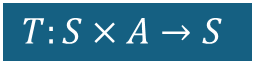 T: S × A → S